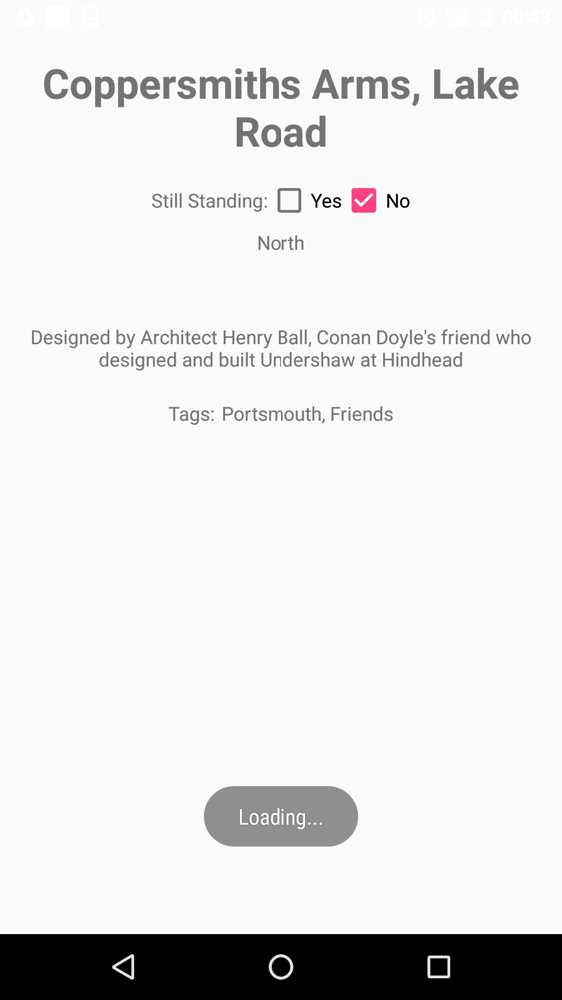 00:43
Coppersmiths Arms, Lake
Road
Still Standing: Yes No
North
Designed by Architect Henry Ball, Conan Doyle's friend who
designed and built Undershaw at Hindhead
Tags: Portsmouth, Friends
Loading...